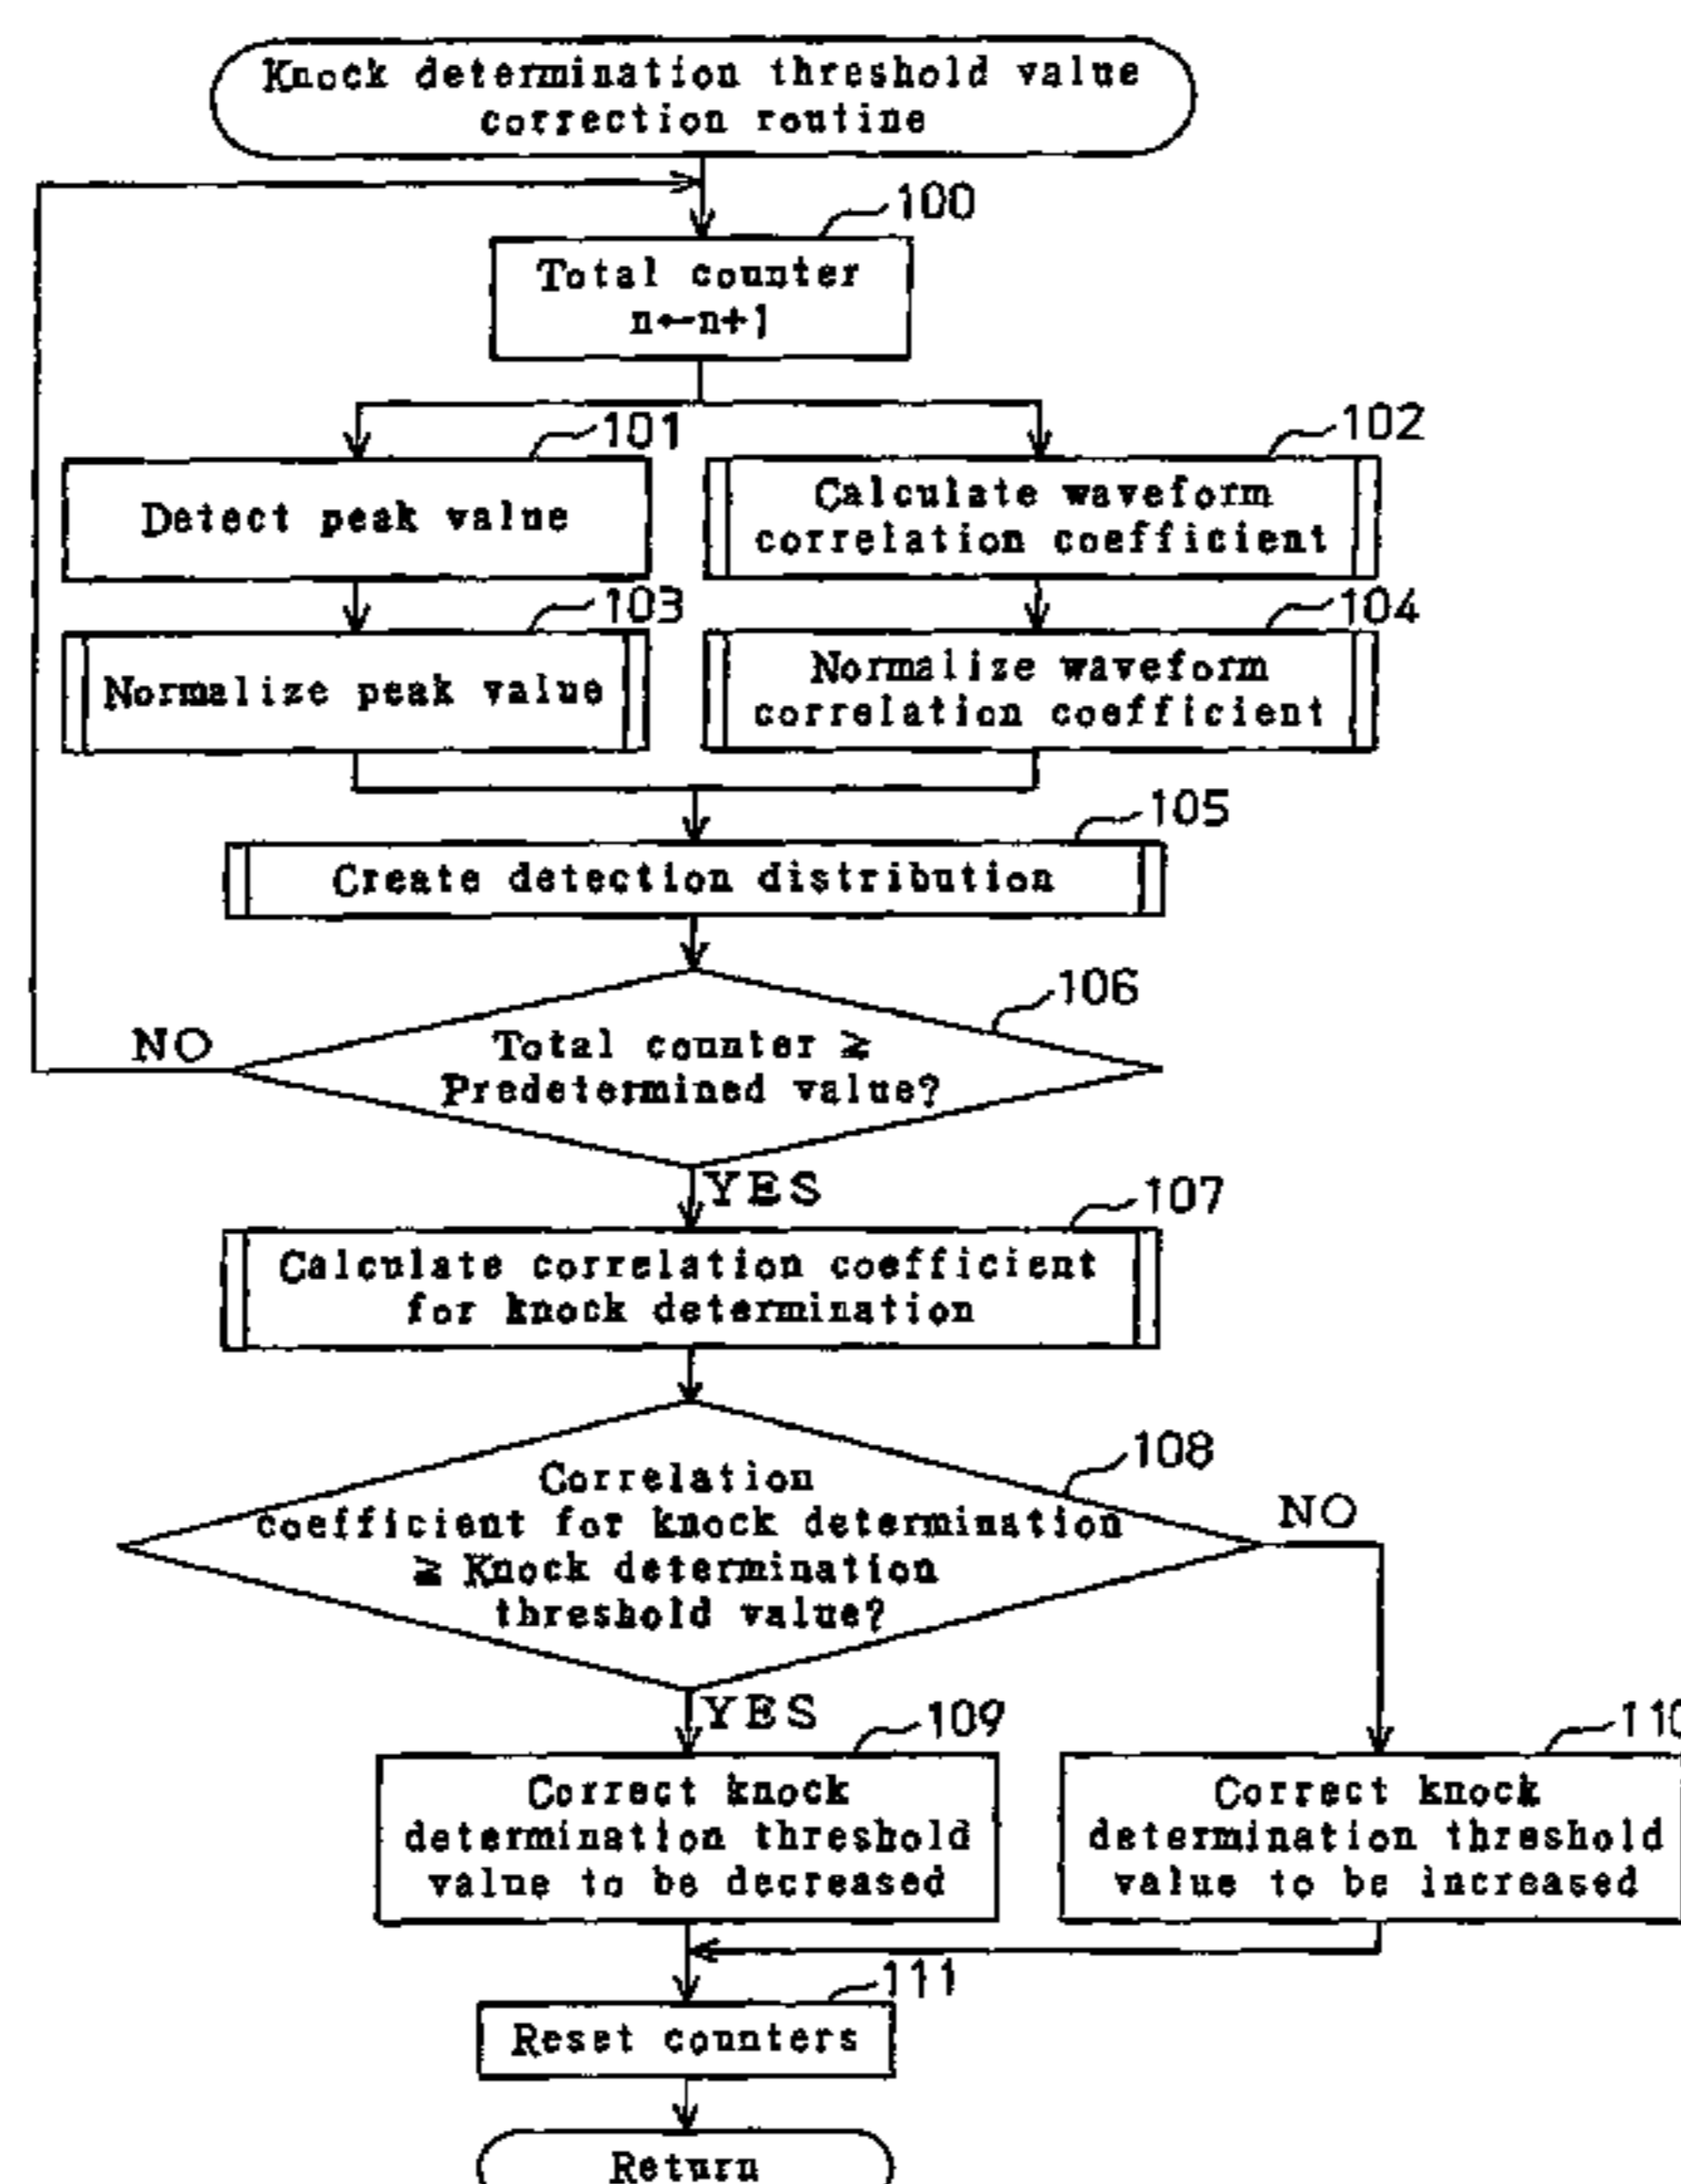 Knock determination threshold value
correction routine
100
Total counter
n←n+1
101
Detect peak value
102
Calculate waveform
correlation coefficient
103
Normalize peak value
104
Normalize waveform
correlation coefficient
105
Create detection distribution
106
Total counter ≧
Predetermined value?
NO
YES
107
Calculate correlation coefficient
for knock determination
108
Correlation
coefficient for knock determination
≧ Knock determination
threshold value?
NO
YES
109
Correct knock
determination threshold
value to be decreased
110
Correct knock
determination threshold
value to be increased
111
Reset counters
Return